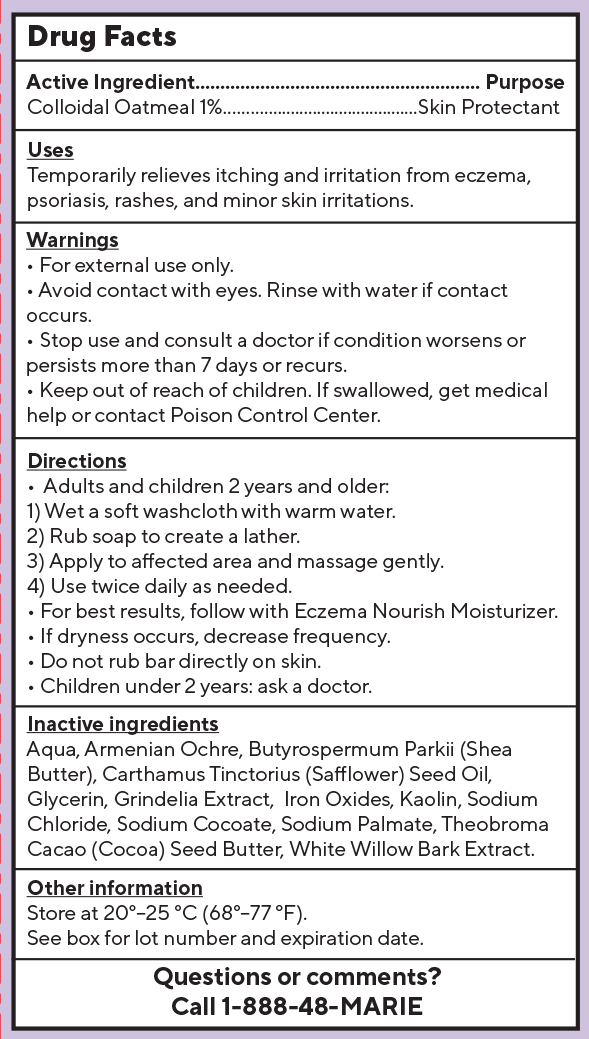 Drug Facts
Active Ingredient......................................................... Purpose
Colloidal Oatmeal 1%.........................................Skin Protectant
Uses
Temporarily relieves itching and irritation from eczema,
psoriasis, rashes, and minor skin irritations.
Warnings
• For external use only.
• Avoid contact with eyes. Rinse with water if contact
occurs.
• Stop use and consult a doctor if condition worsens or
persists more than 7 days or recurs.
• Keep out of reach of children. If swallowed, get medical
help or contact Poison Control Center.
Directions
• Adults and children 2 years and older:
1) Wet a soft washcloth with warm water.
2) Rub soap to create a lather.
3) Apply to affected area and massage gently.
4) Use twice daily as needed.
• For best results, follow with Eczema Nourish Moisturizer.
• If dryness occurs, decrease frequency.
• Do not rub bar directly on skin.
• Children under 2 years: ask a doctor.
Inactive ingredients
Aqua, Armenian Ochre, Butyrospermum Parkii (Shea
Butter), Carthamus Tinctorius (Safflower) Seed Oil,
Glycerin, Grindelia Extract, Iron Oxides, Kaolin, Sodium
Chloride, Sodium Cocoate, Sodium Palmate, Theobroma
Cacao (Cocoa) Seed Butter, White Willow Bark Extract.
Other information
Store at 20°–25 °C (68°–77 °F).
See box for lot number and expiration date.
Questions or comments?
Call 1-888-48-MARIE